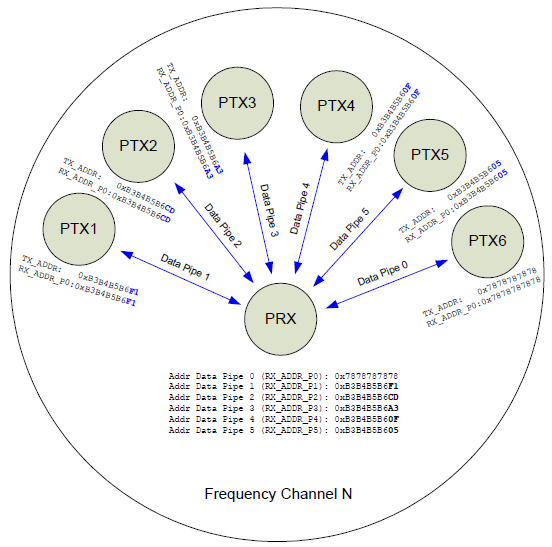 PTX3
PTX4
PTX2
PTX5
PTX1
PTX6
TX_ADDR: 0xB3B4B5B6A3
RX_ADDR_P0:0xB3B4B5B6A3
TX_ADDR: 0xB3B4B5B60F
RX_ADDR_P0:0xB3B4B5B60F
TX_ADDR: 0xB3B4B5B6CD
RX_ADDR_P0:0xB3B4B5B6CD
TX_ADDR: 0xB3B4B5B605
RX_ADDR_P0:0xB3B4B5B605
TX_ADDR: 0xB3B4B5B6F1
RX_ADDR_P0:0xB3B4B5B6F1
TX_ADDR: 0x7878787878
RX_ADDR_P0:0x7878787878
Data Pipe 1
Data Pipe 2
Data Pipe 3
Data Pipe 4
Data Pipe 5
Data Pipe 0
PRX
Addr Data Pipe 0 (RX_ADDR_P0): 0x7878787878
Addr Data Pipe 1 (RX_ADDR_P1): 0xB3B4B5B6F1
Addr Data Pipe 2 (RX_ADDR_P2): 0xB3B4B5B6CD
Addr Data Pipe 3 (RX_ADDR_P3): 0xB3B4B5B6A3
Addr Data Pipe 4 (RX_ADDR_P4): 0xB3B4B5B60F
Addr Data Pipe 5 (RX_ADDR_P5): 0xB3B4B5B605
Frequency Channel N